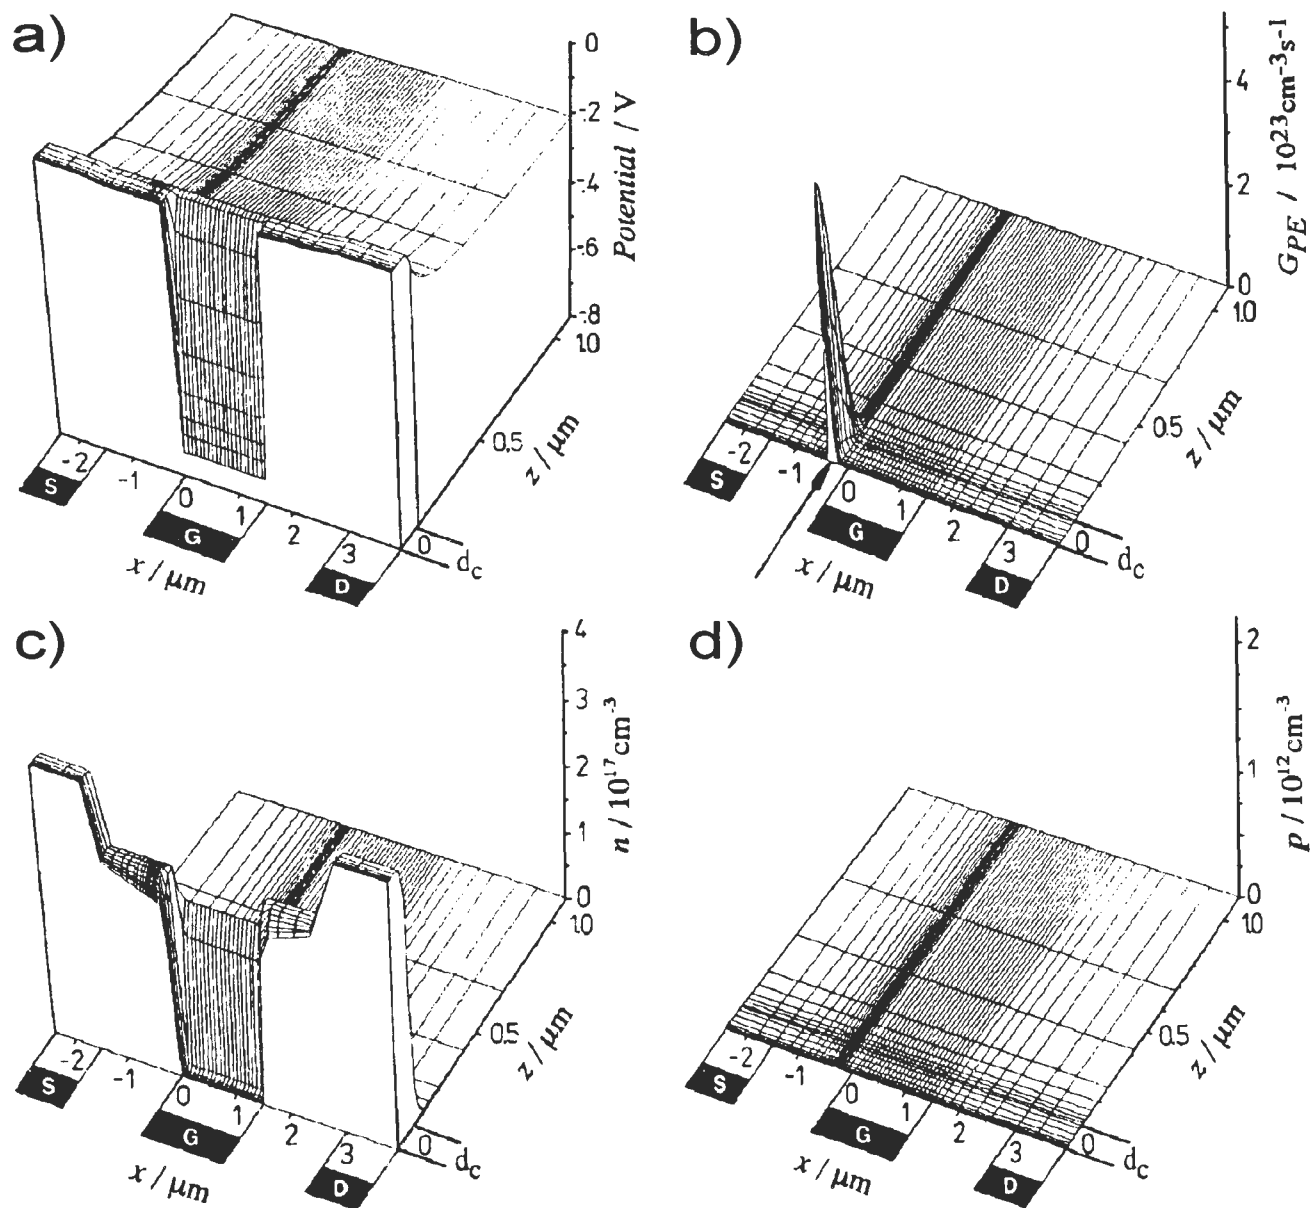 a)
0
-.2
-.4
-.6
-.8
Potential / V
1.0
0.5
0
z / μm
d_c
-2
-1
0
1
2
3
S
G
D
x / μm
b)
4
2
0
G_PE / 10^23 cm^-3 s^-1
1.0
0.5
0
z / μm
d_c
-2
-1
0
1
2
3
S
G
D
x / μm
c)
4
3
2
1
0
n / 10^17 cm^-3
1.0
0.5
0
z / μm
d_c
-2
-1
0
1
2
3
S
G
D
x / μm
d)
2
1
0
p / 10^12 cm^-3
1.0
0.5
0
z / μm
d_c
-2
-1
0
1
2
3
S
G
D
x / μm